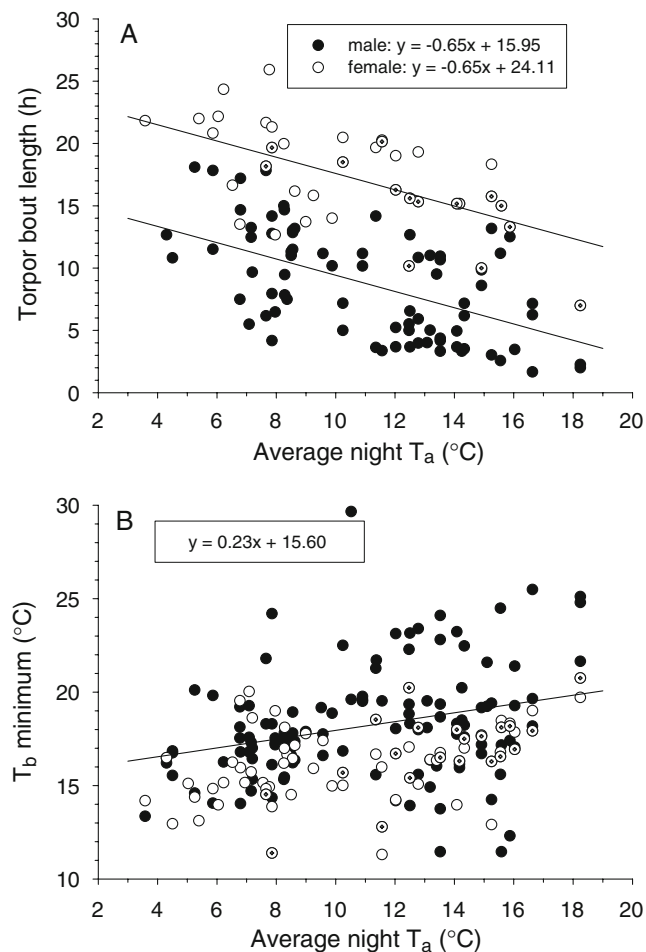 A
male: y = -0.65x + 15.95
female: y = -0.65x + 24.11
30
25
20
15
10
5
0
Torpor bout length (h)
2 4 6 8 10 12 14 16 18 20
Average night Ta (°C)
B
y = 0.23x + 15.60
30
25
20
15
10
Tb minimum (°C)
2 4 6 8 10 12 14 16 18 20
Average night Ta (°C)